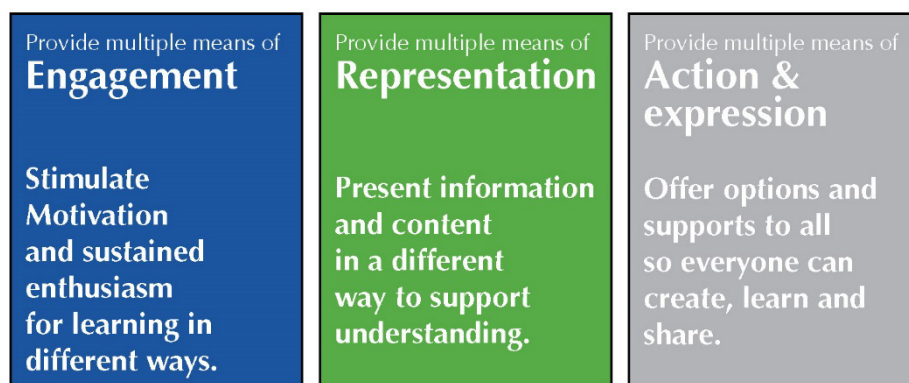 Provide multiple means of
Engagement
Stimulate
Motivation
and sustained
enthusiasm
for learning in
different ways.
Provide multiple means of
Representation
Present information
and content
in a different
way to support
understanding.
Provide multiple means of
Action &
expression
Offer options and
supports to all
so everyone can
create, learn and
share.